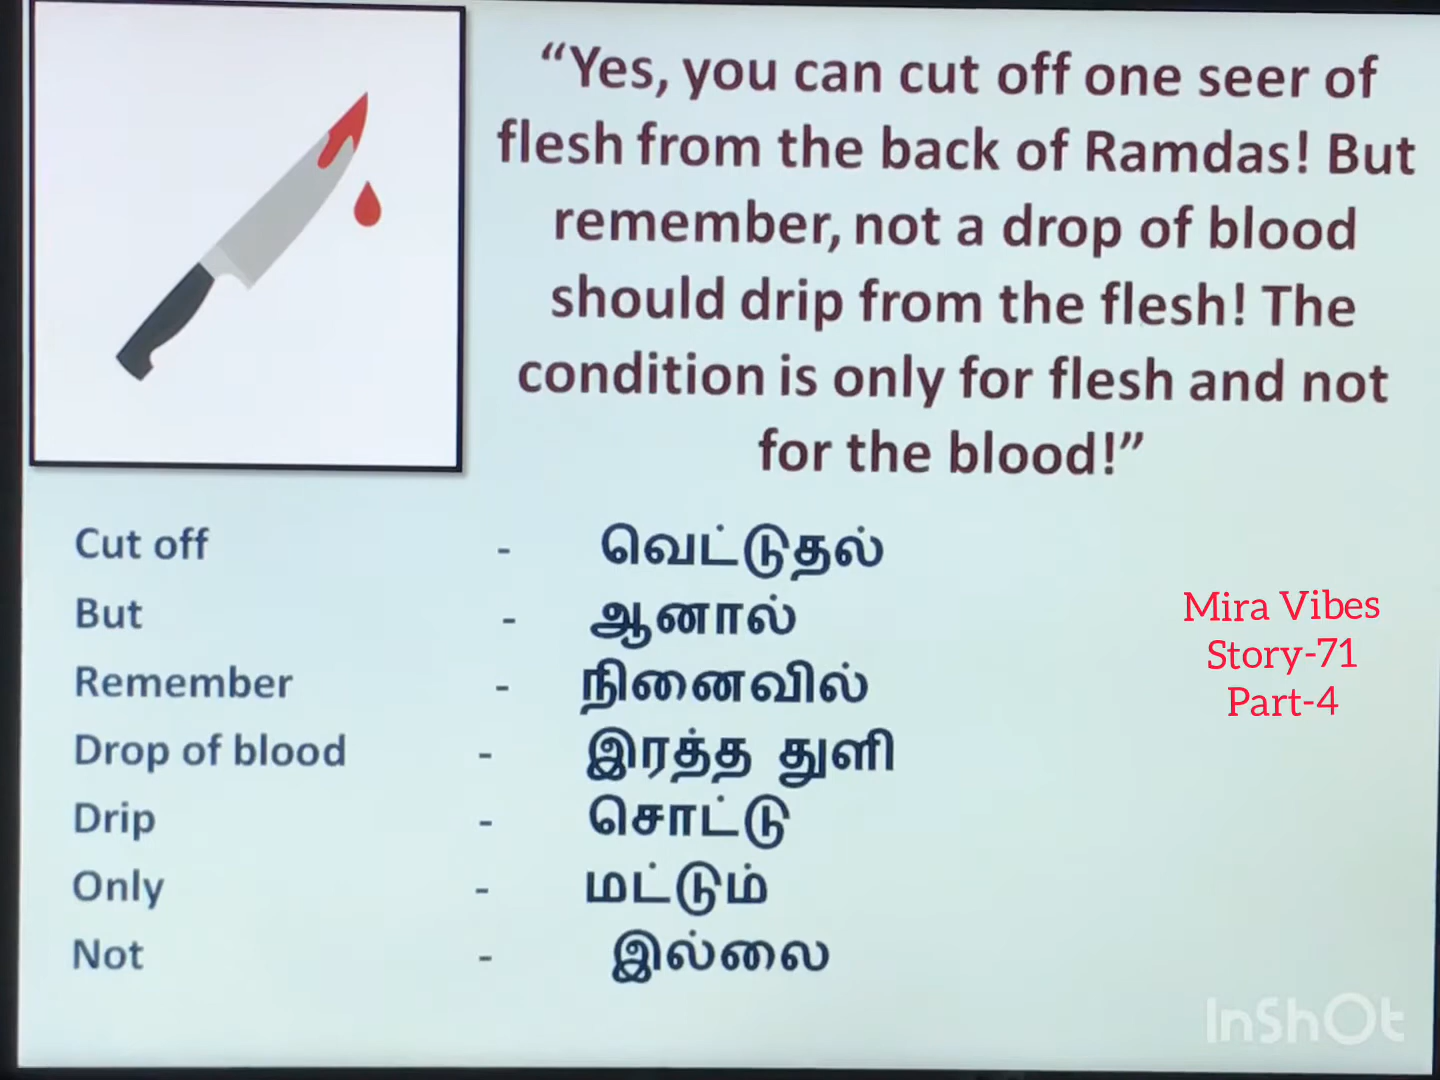 “Yes, you can cut off one seer of
flesh from the back of Ramdas! But
remember, not a drop of blood
should drip from the flesh! The
condition is only for flesh and not
for the blood!”
Cut off - வெட்டுதல்
But - ஆனால்
Remember - நினைவில்
Drop of blood - இரத்த துளி
Drip - சொட்டு
Only - மட்டும்
Not - இல்லை
Mira Vibes
Story-71
Part-4
InShOt